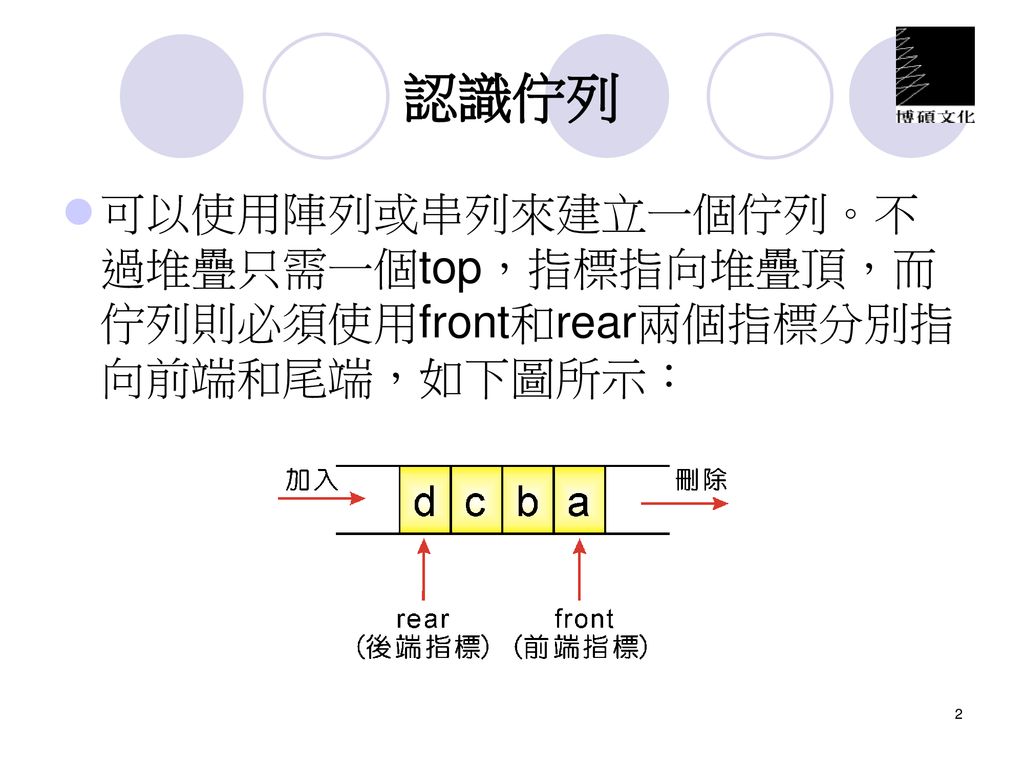 認識佇列
博碩文化
可以使用陣列或串列來建立一個佇列。不
過堆疊只需一個top，指標指向堆疊頂，而
佇列則必須使用front和rear兩個指標分別指
向前端和尾端，如下圖所示：
加入 刪除
d c b a
rear front
(後端指標) (前端指標)
2